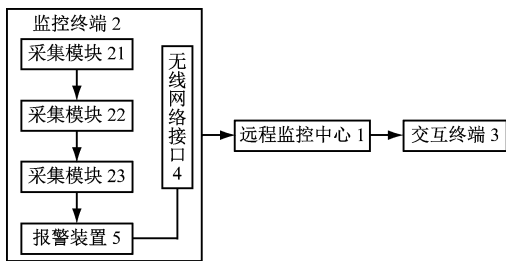 监控终端 2
采集模块 21
采集模块 22
采集模块 23
报警装置 5
无线网络接口 4
远程监控中心 1
交互终端 3